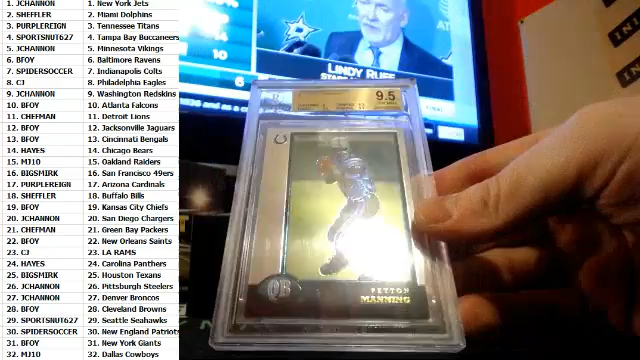 1. JCHANNON 1. New York Jets
2. SHEFFLER 2. Miami Dolphins
3. PURPLEREIGN 3. Tennesee Titans
4. SPORTSNUT627 4. Tampa Bay Buccaneers
5. JCHANNON 5. Minnesota Vikings
6. BFOY 6. Baltimore Ravens
7. SPIDERSOCCER 7. Indianapolis Colts
8. CJ 8. Philadelphia Eagles
9. JCHANNON 9. Washington Redskins
10. BFOY 10. Atlanta Falcons
11. CHEFMAN 11. Detroit Lions
12. BFOY 12. Jacksonville Jaguars
13. BFOY 13. Cincinnati Bengals
14. HAYES 14. Chicago Bears
15. MJ10 15. Oakland Raiders
16. BIGSMIRK 16. San Francisco 49ers
17. PURPLEREIGN 17. Arizona Cardinals
18. SHEFFLER 18. Buffalo Bills
19. BFOY 19. Kansas City Chiefs
20. JCHANNON 20. San Diego Chargers
21. CHEFMAN 21. Green Bay Packers
22. BFOY 22. New Orleans Saints
23. CJ 23. LA RAMS
24. HAYES 24. Carolina Panthers
25. BIGSMIRK 25. Houston Texans
26. JCHANNON 26. Pittsburgh Steelers
27. JCHANNON 27. Denver Broncos
28. BFOY 28. Cleveland Browns
29. SPORTSNUT627 29. Seattle Seahawks
30. SPIDERSOCCER 30. New England Patriots
31. BFOY 31. New York Giants
32. MJ10 32. Dallas Cowboys
LINDY RUFF
9.5
QB
PEYTON
MANNING